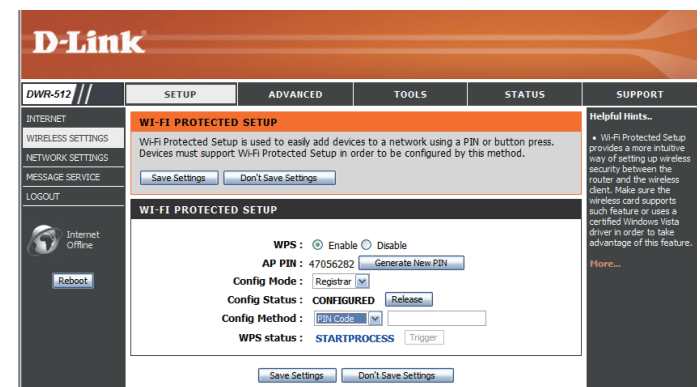 D-Link
DWR-512 // SETUP ADVANCED TOOLS STATUS SUPPORT
INTERNET
WIRELESS SETTINGS
NETWORK SETTINGS
MESSAGE SERVICE
LOGOUT
Internet
Offline
Reboot
WI-FI PROTECTED SETUP
Wi-Fi Protected Setup is used to easily add devices to a network using a PIN or button press.
Devices must support Wi-Fi Protected Setup in order to be configured by this method.
Save Settings Don't Save Settings
WI-FI PROTECTED SETUP
WPS : Enable Disable
AP PIN : 47056282 Generate New PIN
Config Mode : Registrar
Config Status : CONFIGURED Release
Config Method : PIN Code
WPS status : STARTPROCESS Trigger
Save Settings Don't Save Settings
Helpful Hints..
• Wi-Fi Protected Setup
provides a more intuitive
way of setting up wireless
security between the
router and the wireless
client. Make sure the
wireless card supports
such feature or uses a
certified Windows Vista
driver in order to take
advantage of this feature.
More...